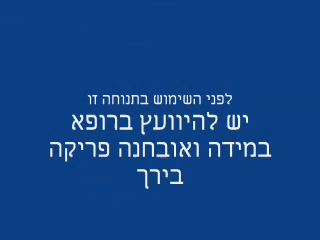 לפני השימוש בתנוחה זו
יש להיוועץ ברופא
במידה ואובחנה פריקה
בירך